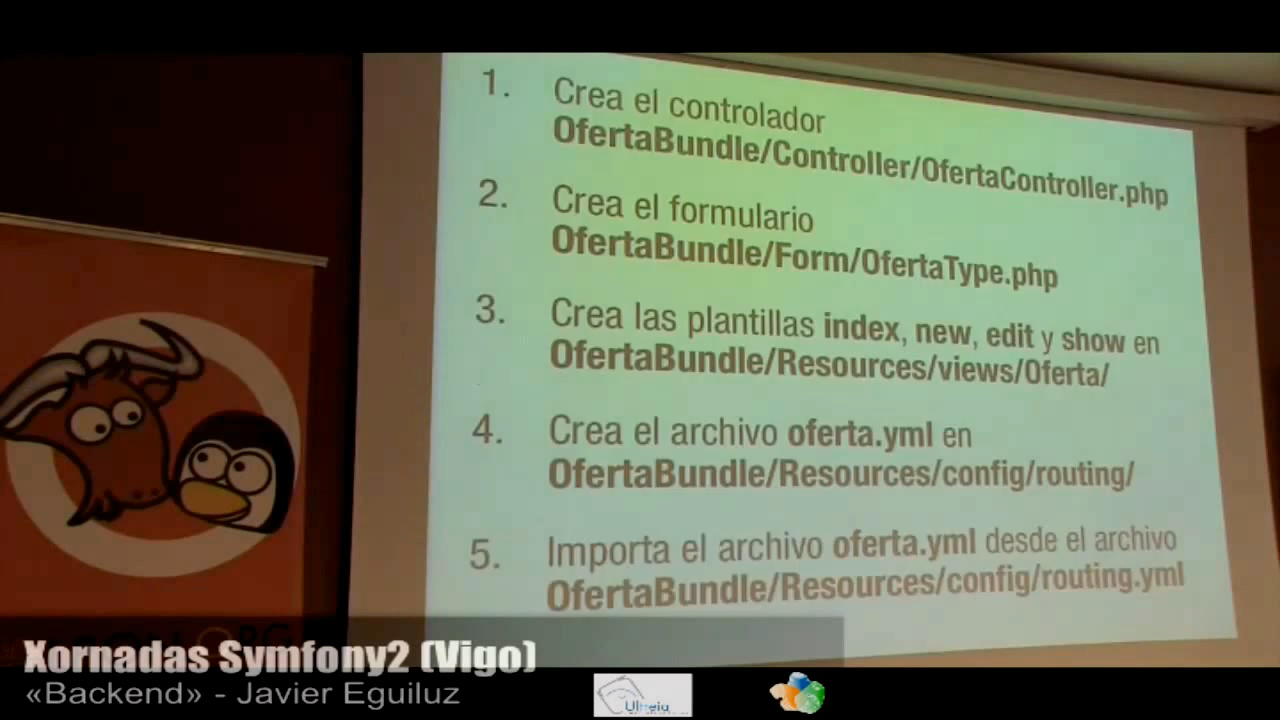 1. Crea el controlador
OfertaBundle/Controller/OfertaController.php
2. Crea el formulario
OfertaBundle/Form/OfertaType.php
3. Crea las plantillas index, new, edit y show en
OfertaBundle/Resources/views/Oferta/
4. Crea el archivo oferta.yml en
OfertaBundle/Resources/config/routing/
5. Importa el archivo oferta.yml desde el archivo
OfertaBundle/Resources/config/routing.yml
Xornadas Symfony2 (Vigo)
«Backend» - Javier Eguiluz